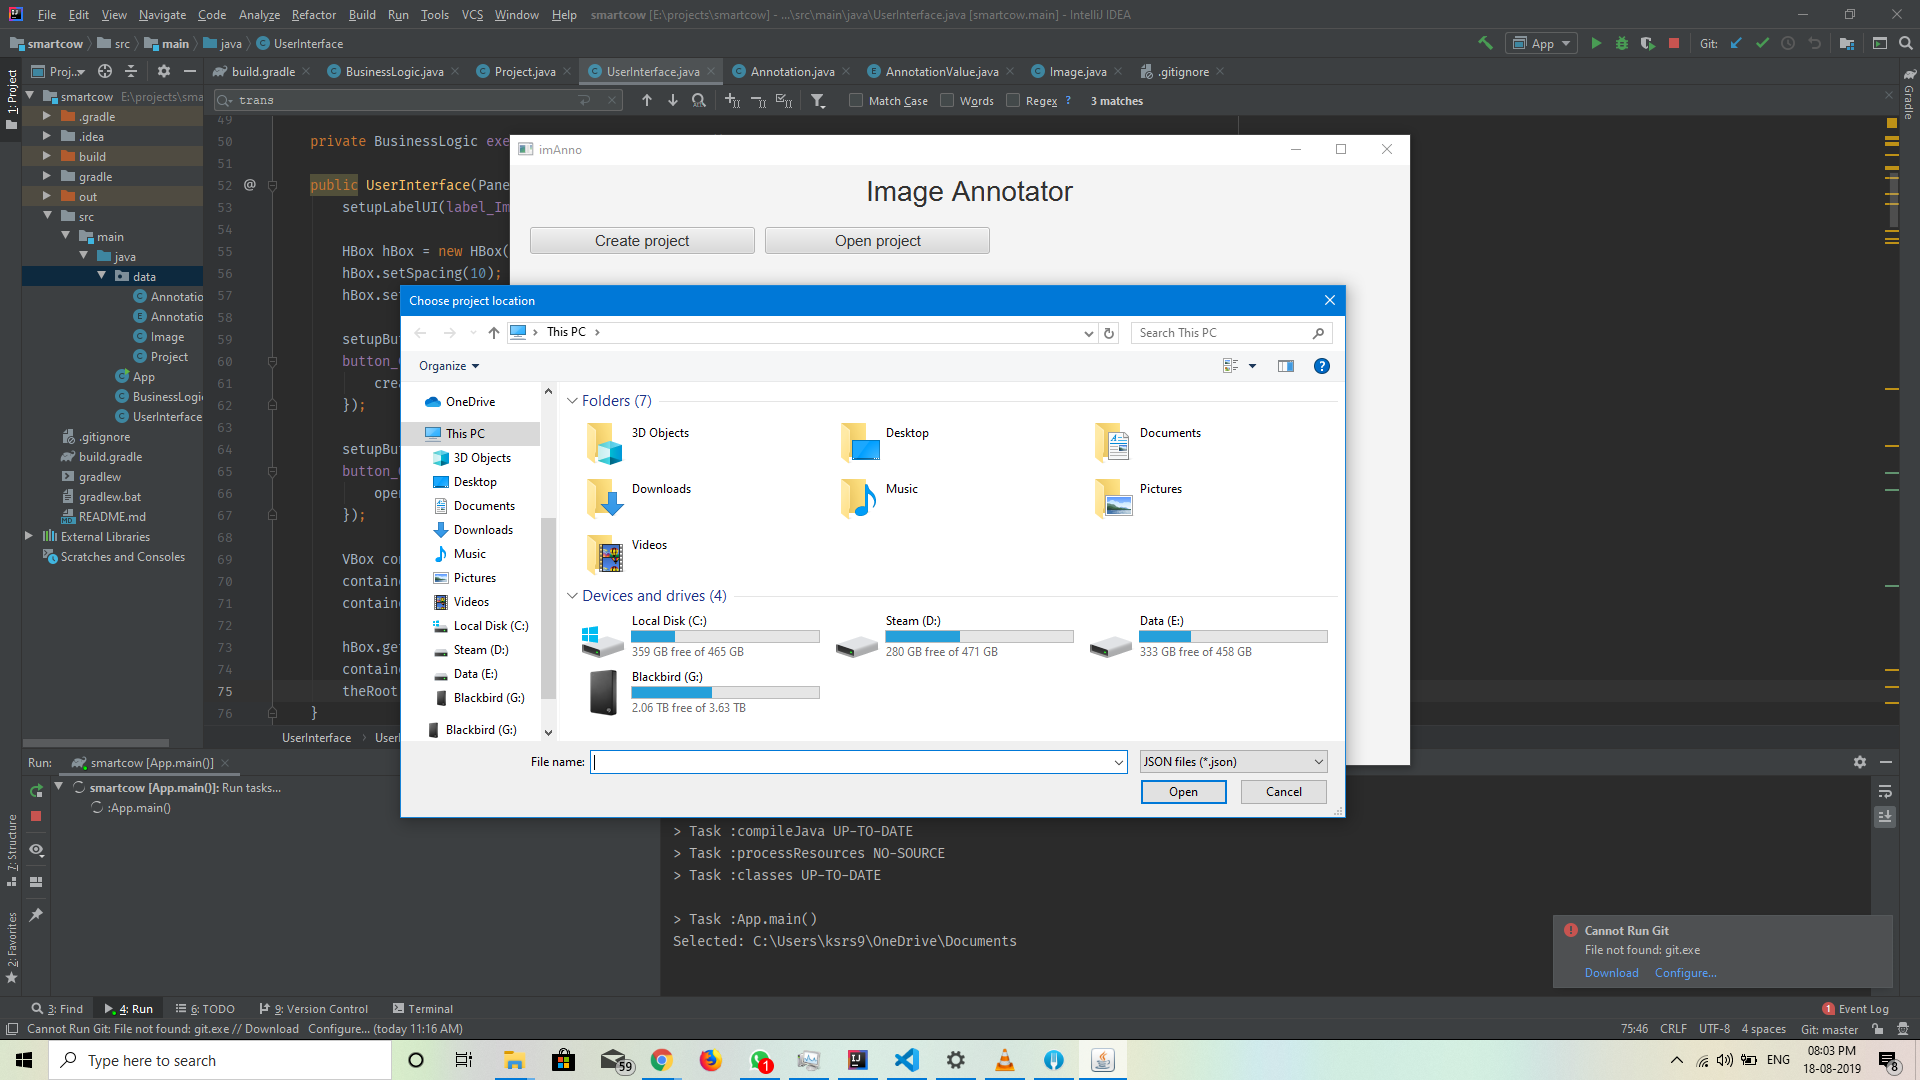 File Edit View Navigate Code Analyze Refactor Build Run Tools VCS Window Help smartcow [E:\projects\smartcow] - ...\src\main\java\UserInterface.java [smartcow.main] - IntelliJ IDEA
smartcow src main java UserInterface
App Git:
1: Project
Proj...
build.gradle BusinessLogic.java Project.java UserInterface.java Annotation.java AnnotationValue.java Image.java .gitignore
Gradle
smartcow E:\projects\sma
trans
Match Case Words Regex ? 3 matches
.gradle
.idea
build
gradle
out
src
main
java
data
Annotatio
Annotatio
Image
Project
App
BusinessLogi
UserInterface
.gitignore
build.gradle
gradlew
gradlew.bat
README.md
External Libraries
Scratches and Consoles
49
50 private BusinessLogic exe
51
52 @ public UserInterface(Pane
53 setupLabelUI(label_Im
54
55 HBox hBox = new HBox(
56 hBox.setSpacing(10);
57 hBox.se
58
59 setupBu
60 button_
61 crea
62 });
63
64 setupBu
65 button_
66 oper
67 });
68
69 VBox co
70 contain
71 contain
72
73 hBox.ge
74 contain
75 theRoot
76 }
UserInterface User
imAnno
Image Annotator
Create project Open project
Choose project location
This PC
Search This PC
Organize
OneDrive
This PC
3D Objects
Desktop
Documents
Downloads
Music
Pictures
Videos
Local Disk (C:)
Steam (D:)
Data (E:)
Blackbird (G:)
Blackbird (G:)
Folders (7)
3D Objects Desktop Documents
Downloads Music Pictures
Videos
Devices and drives (4)
Local Disk (C:) Steam (D:) Data (E:)
359 GB free of 465 GB 280 GB free of 471 GB 333 GB free of 458 GB
Blackbird (G:)
2.06 TB free of 3.63 TB
File name: JSON files (*.json)
Open Cancel
Run: smartcow [App.main()]
smartcow [App.main()]: Run tasks...
:App.main()
7: Structure
2: Favorites
> Task :compileJava UP-TO-DATE
> Task :processResources NO-SOURCE
> Task :classes UP-TO-DATE
> Task :App.main()
Selected: C:\Users\ksrs9\OneDrive\Documents
Cannot Run Git
File not found: git.exe
Download Configure...
3: Find 4: Run 6: TODO 9: Version Control Terminal
1 Event Log
Cannot Run Git: File not found: git.exe // Download Configure... (today 11:16 AM)
75:46 CRLF UTF-8 4 spaces Git: master
Type here to search
59
1
ENG
08:03 PM
18-08-2019
8